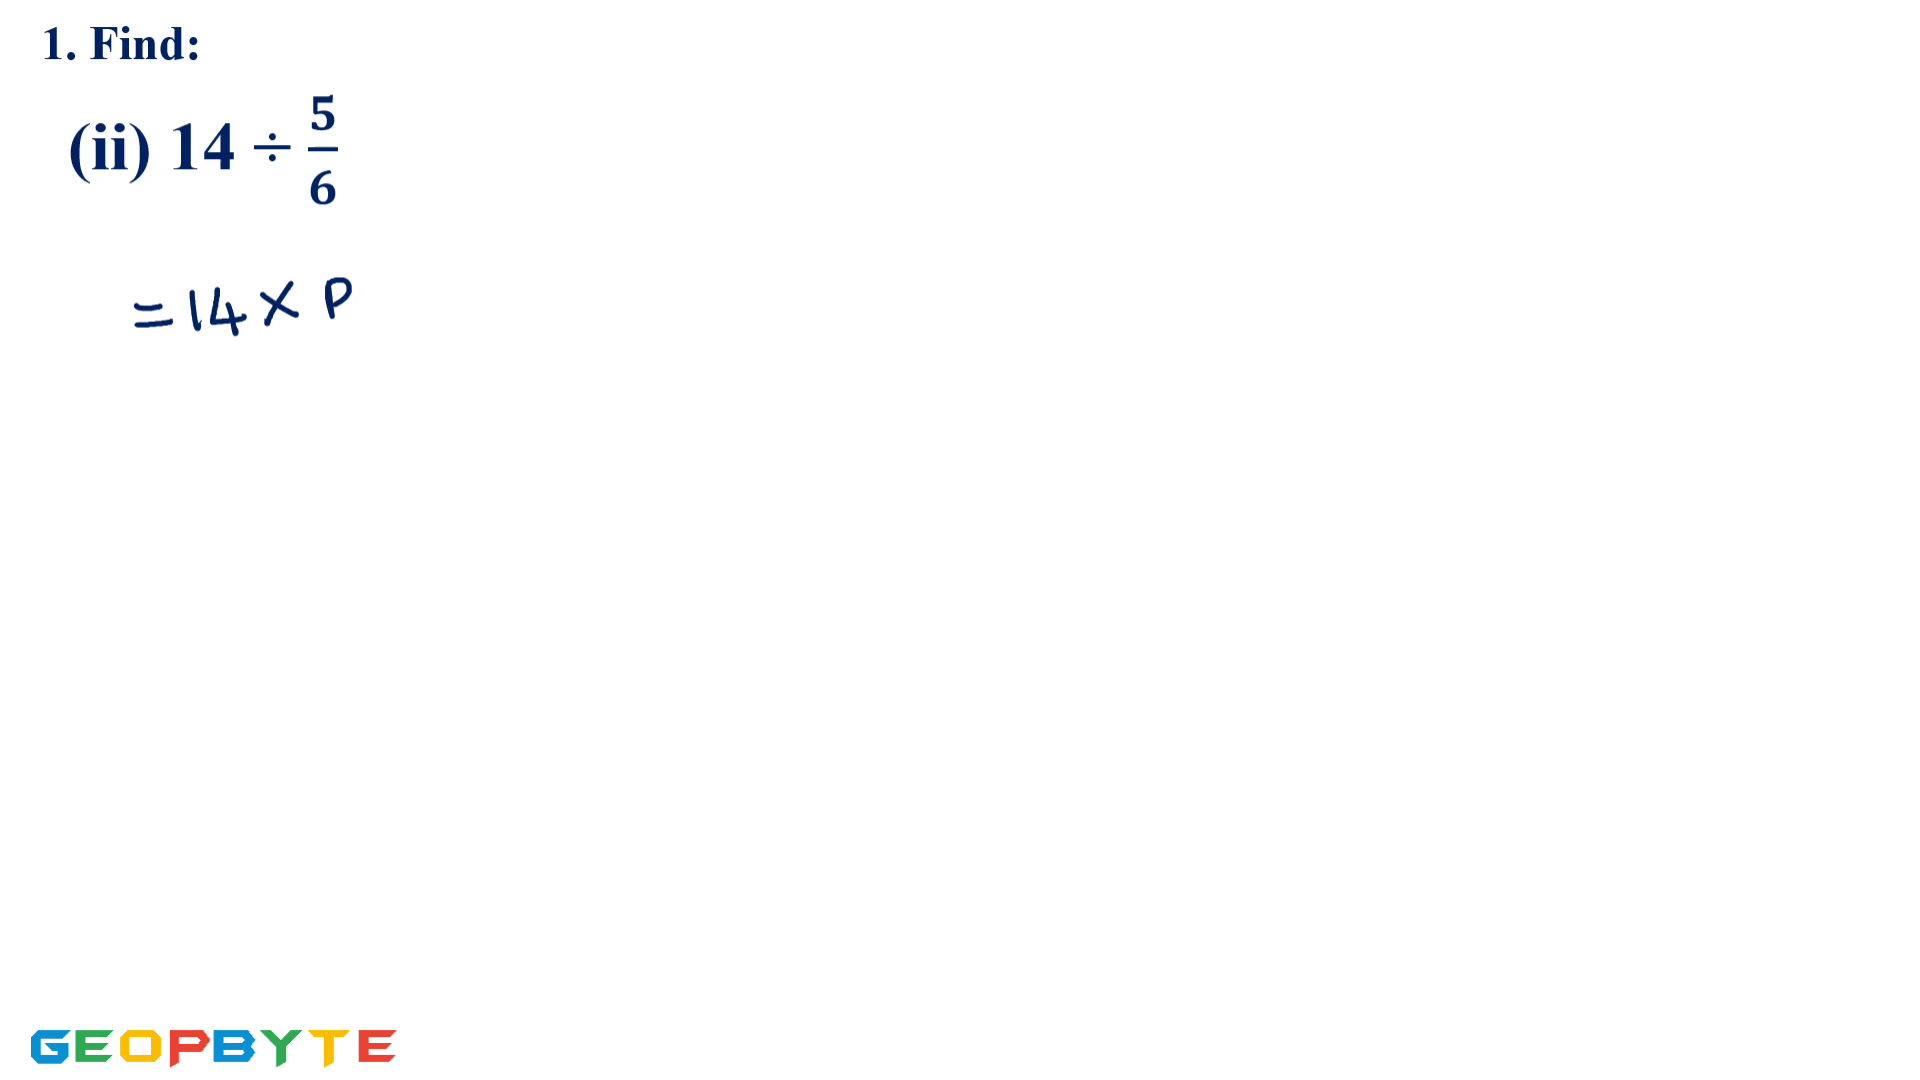 1. Find:
(ii) 14 ÷ 5/6
= 14 × P
GEOPBYTE